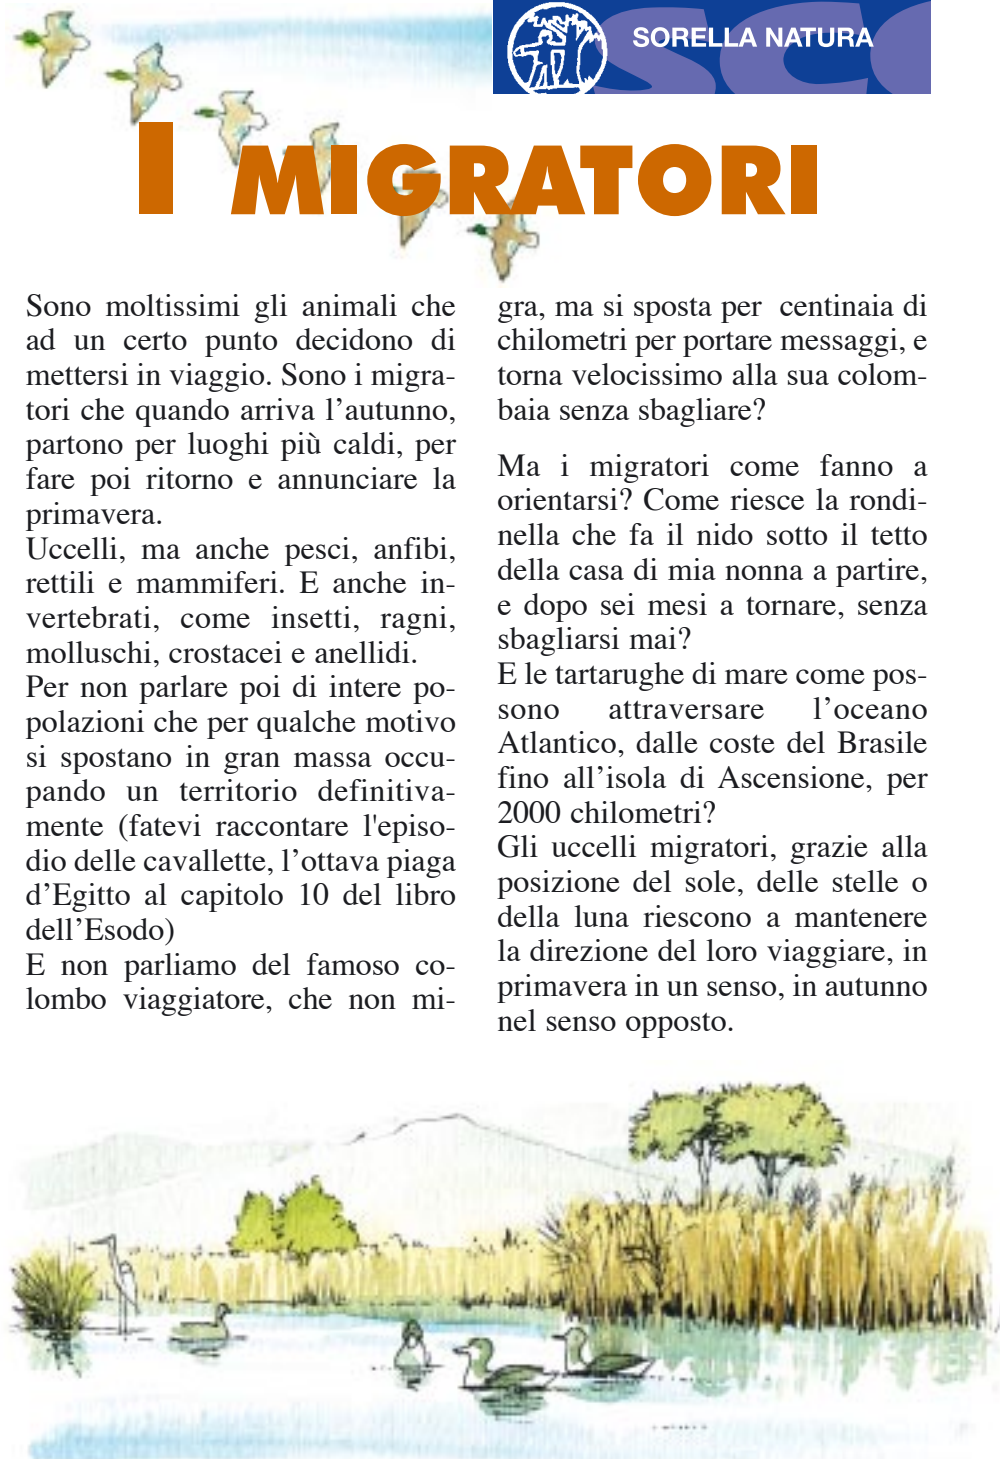 SORELLA NATURA
sco
I MIGRATORI
Sono moltissimi gli animali che
ad un certo punto decidono di
mettersi in viaggio. Sono i migra-
tori che quando arriva l’autunno,
partono per luoghi più caldi, per
fare poi ritorno e annunciare la
primavera.
Uccelli, ma anche pesci, anfibi,
rettili e mammiferi. E anche in-
vertebrati, come insetti, ragni,
molluschi, crostacei e anellidi.
Per non parlare poi di intere po-
polazioni che per qualche motivo
si spostano in gran massa occu-
pando un territorio definitiva-
mente (fatevi raccontare l'episo-
dio delle cavallette, l’ottava piaga
d’Egitto al capitolo 10 del libro
dell’Esodo)
E non parliamo del famoso co-
lombo viaggiatore, che non mi-
gra, ma si sposta per centinaia di
chilometri per portare messaggi, e
torna velocissimo alla sua colom-
baia senza sbagliare?
Ma i migratori come fanno a
orientarsi? Come riesce la rondi-
nella che fa il nido sotto il tetto
della casa di mia nonna a partire,
e dopo sei mesi a tornare, senza
sbagliarsi mai?
E le tartarughe di mare come pos-
sono attraversare l’oceano
Atlantico, dalle coste del Brasile
fino all’isola di Ascensione, per
2000 chilometri?
Gli uccelli migratori, grazie alla
posizione del sole, delle stelle o
della luna riescono a mantenere
la direzione del loro viaggiare, in
primavera in un senso, in autunno
nel senso opposto.